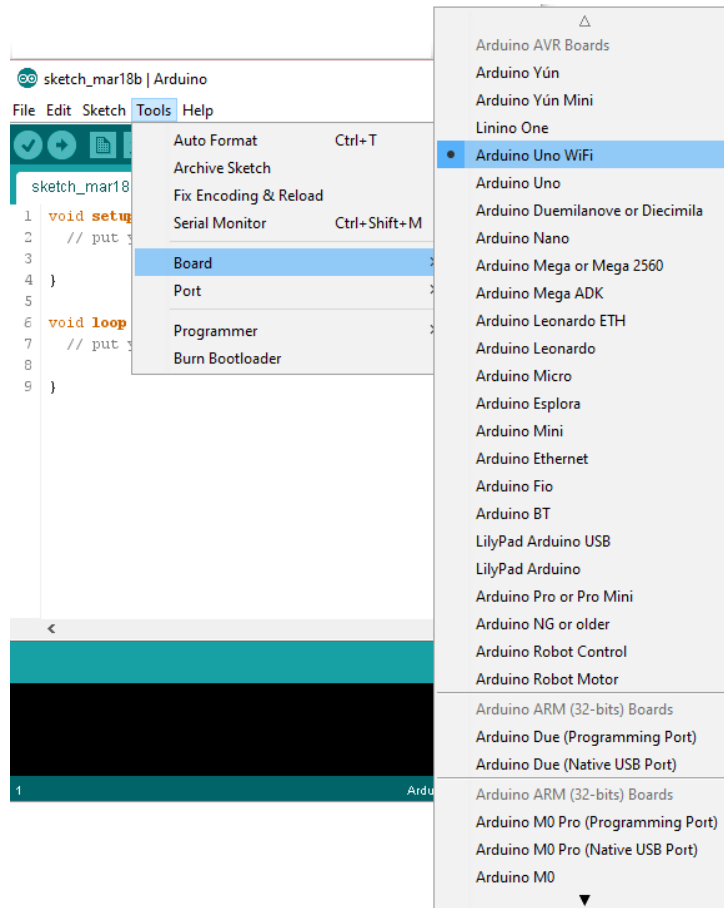 sketch_mar18b | Arduino
File Edit Sketch Tools Help
sketch_mar18
1 void setup
2 // put y
3
4 }
5
6 void loop
7 // put y
8
9 }
Auto Format Ctrl+T
Archive Sketch
Fix Encoding & Reload
Serial Monitor Ctrl+Shift+M
Board
Port
Programmer
Burn Bootloader
1 Ardu
Arduino AVR Boards
Arduino Yún
Arduino Yún Mini
Linino One
Arduino Uno WiFi
Arduino Uno
Arduino Duemilanove or Diecimila
Arduino Nano
Arduino Mega or Mega 2560
Arduino Mega ADK
Arduino Leonardo ETH
Arduino Leonardo
Arduino Micro
Arduino Esplora
Arduino Mini
Arduino Ethernet
Arduino Fio
Arduino BT
LilyPad Arduino USB
LilyPad Arduino
Arduino Pro or Pro Mini
Arduino NG or older
Arduino Robot Control
Arduino Robot Motor
Arduino ARM (32-bits) Boards
Arduino Due (Programming Port)
Arduino Due (Native USB Port)
Arduino ARM (32-bits) Boards
Arduino M0 Pro (Programming Port)
Arduino M0 Pro (Native USB Port)
Arduino M0